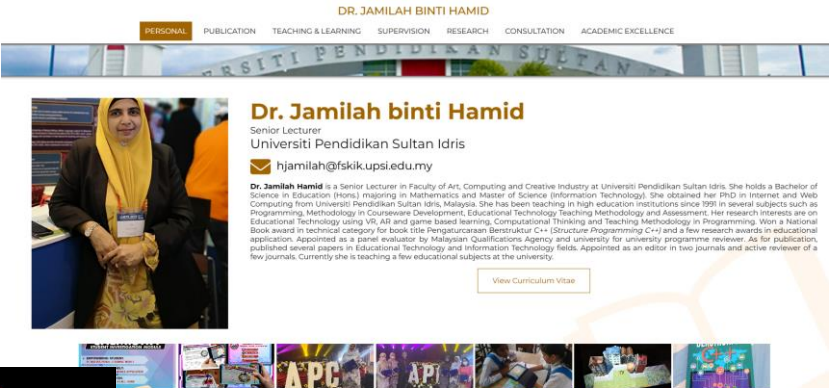 DR. JAMILAH BINTI HAMID
PERSONAL PUBLICATION TEACHING & LEARNING SUPERVISION RESEARCH CONSULTATION ACADEMIC EXCELLENCE
RSITI PENDIDIKAN SULTAN
Dr. Jamilah binti Hamid
Senior Lecturer
Universiti Pendidikan Sultan Idris
hjamilah@fskik.upsi.edu.my
Dr. Jamilah Hamid is a Senior Lecturer in Faculty of Art, Computing and Creative Industry at Universiti Pendidikan Sultan Idris. She holds a Bachelor of
Science in Education (Hons.) majoring in Mathematics and Master of Science (Information Technology). She obtained her PhD in Internet and Web
Computing from Universiti Pendidikan Sultan Idris, Malaysia. She has been teaching in high education institutions since 1991 in several subjects such as
Programming, Methodology in Courseware Development, Educational Technology Teaching Methodology and Assessment. Her research interests are on
Educational Technology using VR, AR and game based learning, Computational Thinking and Teaching Methodology in Programming. Won a National
Book award in technical category for book title Pengaturcaraan Berstruktur C++ (Structure Programming C++) and a few research awards in educational
application. Appointed as a panel evaluator by Malaysian Qualifications Agency and university for university programme reviewer. As for publication,
published several papers in Educational Technology and Information Technology fields. Appointed as an editor in two journals and active reviewer of a
few journals. Currently she is teaching a few educational subjects at the university.
View Curriculum Vitae
APC